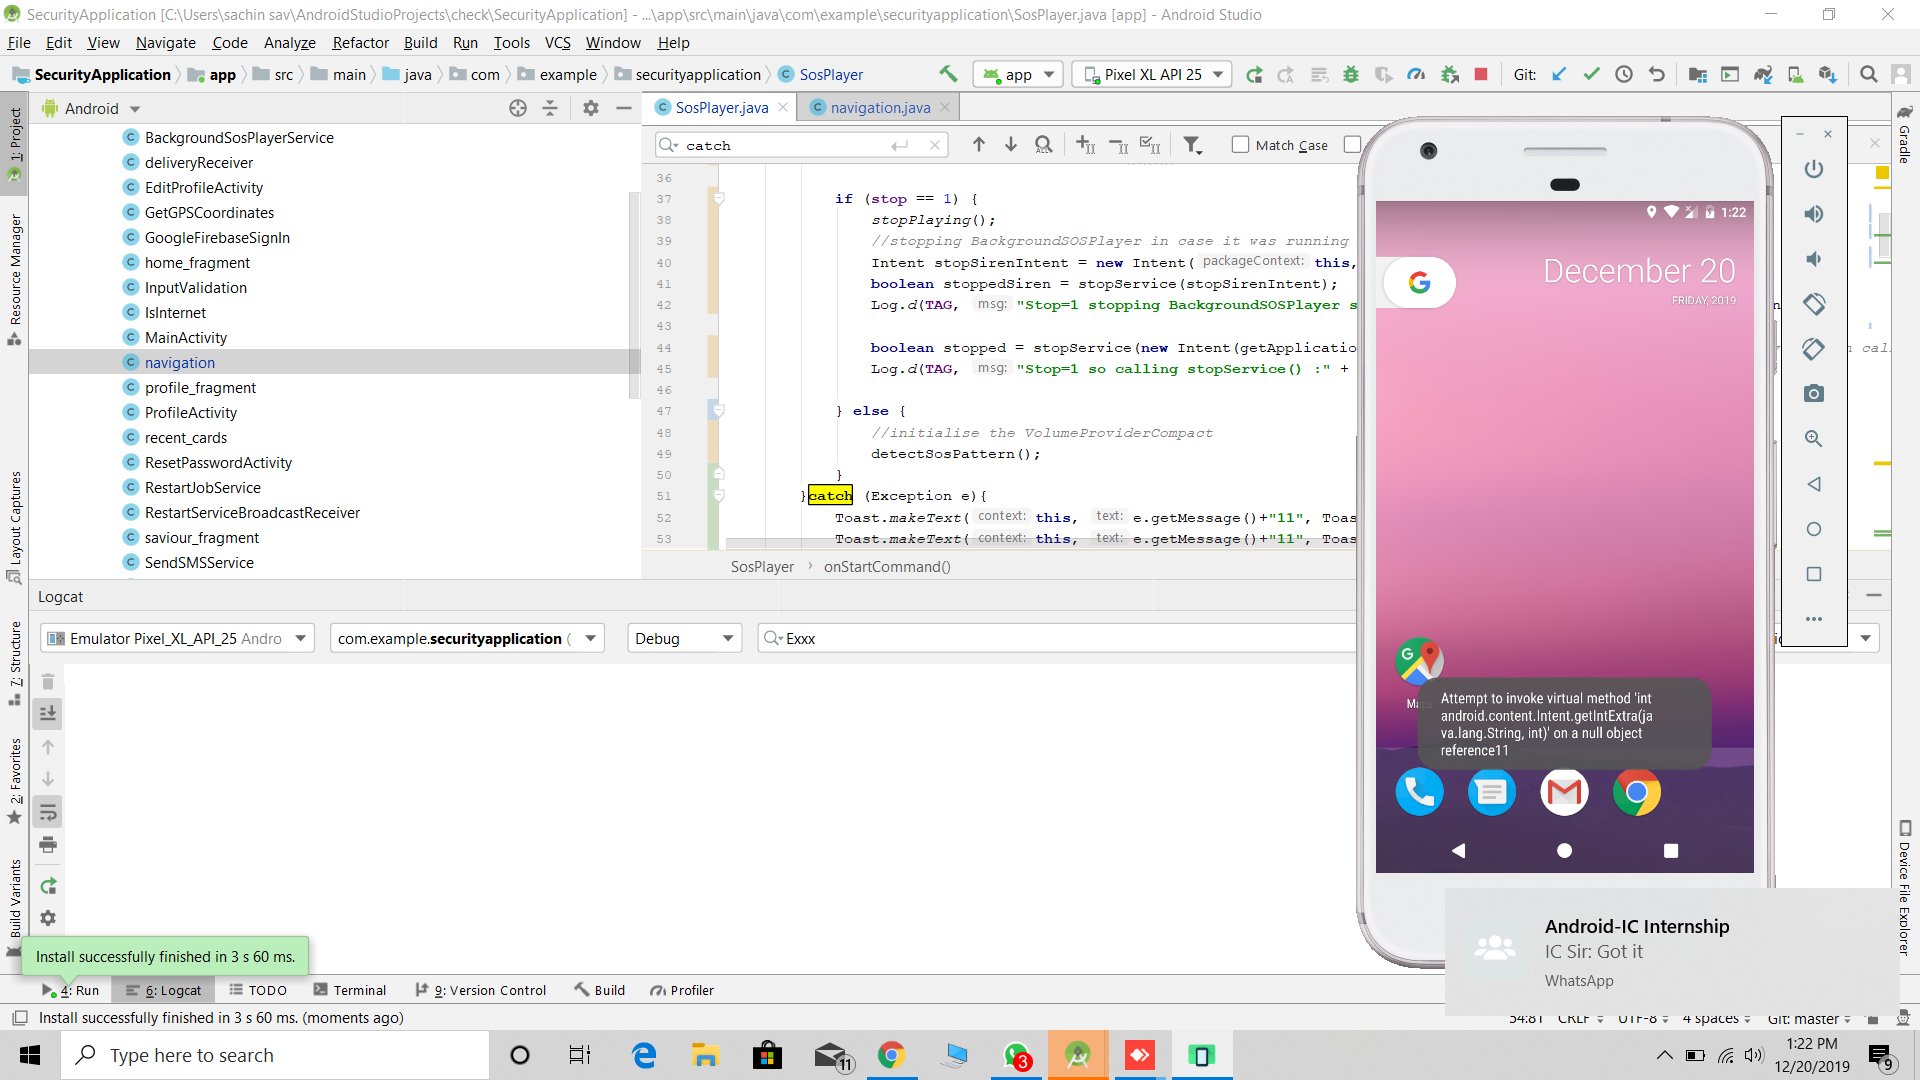 SecurityApplication [C:\Users\sachin sav\AndroidStudioProjects\check\SecurityApplication] - ...\app\src\main\java\com\example\securityapplication\SosPlayer.java [app] - Android Studio
File Edit View Navigate Code Analyze Refactor Build Run Tools VCS Window Help
SecurityApplication app src main java com example securityapplication SosPlayer app Pixel XL API 25 Git:
Android
SosPlayer.java navigation.java
catch Match Case
1: Project
Resource Manager
Layout Captures
7: Structure
2: Favorites
Build Variants
BackgroundSosPlayerService
deliveryReceiver
EditProfileActivity
GetGPSCoordinates
GoogleFirebaseSignIn
home_fragment
InputValidation
IsInternet
MainActivity
navigation
profile_fragment
ProfileActivity
recent_cards
ResetPasswordActivity
RestartJobService
RestartServiceBroadcastReceiver
saviour_fragment
SendSMSService
36
37 if (stop == 1) {
38 stopPlaying();
39 //stopping BackgroundSOSPlayer in case it was running
40 Intent stopSirenIntent = new Intent( packageContext: this,
41 boolean stoppedSiren = stopService(stopSirenIntent);
42 Log.d(TAG, msg: "Stop=1 stopping BackgroundSOSPlayer s
43
44 boolean stopped = stopService(new Intent(getApplicatio
45 Log.d(TAG, msg: "Stop=1 so calling stopService() :" +
46
47 } else {
48 //initialise the VolumeProviderCompact
49 detectSosPattern();
50 }
51 }catch (Exception e){
52 Toast.makeText( context: this, text: e.getMessage()+"11", Toa
53 Toast.makeText( context: this, text: e.getMessage()+"11", Toa
SosPlayer onStartCommand()
Logcat
Emulator Pixel_XL_API_25 Andro com.example.securityapplication ( Debug Exxx
Install successfully finished in 3 s 60 ms.
4: Run 6: Logcat TODO Terminal 9: Version Control Build Profiler
Install successfully finished in 3 s 60 ms. (moments ago)
54:81 CRLF UTF-8 4 spaces Git: master
1:22
G
December 20
FRIDAY, 2019
Attempt to invoke virtual method 'int
android.content.Intent.getIntExtra(ja
va.lang.String, int)' on a null object
reference11
Gradle
Device File Explorer
Android-IC Internship
IC Sir: Got it
WhatsApp
Type here to search
11
3
1:22 PM
12/20/2019
9